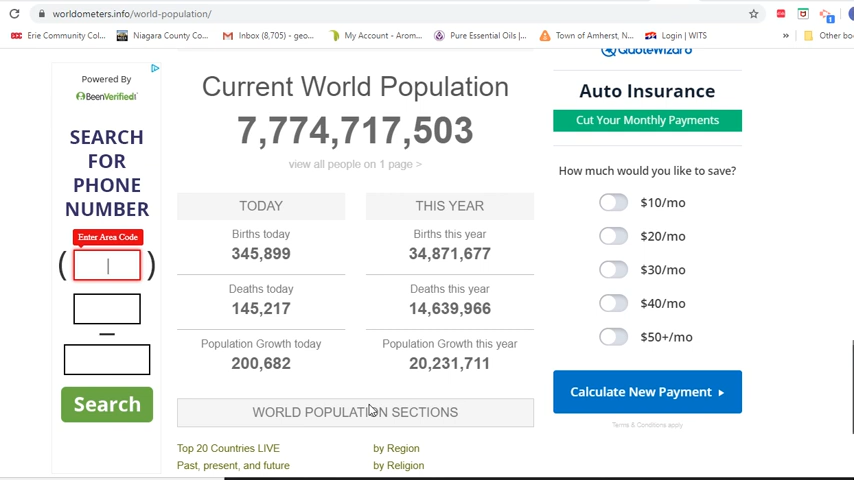 worldometers.info/world-population/
Erie Community Col...
Niagara County Co...
Inbox (8,705) - geo...
My Account - Arom...
Pure Essential Oils |...
Town of Amherst, N...
Login | WITS
»
Other boo
Powered By
BeenVerified!
SEARCH
FOR
PHONE
NUMBER
Enter Area Code
( )
Search
Current World Population
7,774,717,503
view all people on 1 page >
TODAY
THIS YEAR
Births today
345,899
Births this year
34,871,677
Deaths today
145,217
Deaths this year
14,639,966
Population Growth today
200,682
Population Growth this year
20,231,711
WORLD POPULATION SECTIONS
Top 20 Countries LIVE
by Region
Past, present, and future
by Religion
QuoteWizard
Auto Insurance
Cut Your Monthly Payments
How much would you like to save?
$10/mo
$20/mo
$30/mo
$40/mo
$50+/mo
Calculate New Payment
Terms & Conditions apply